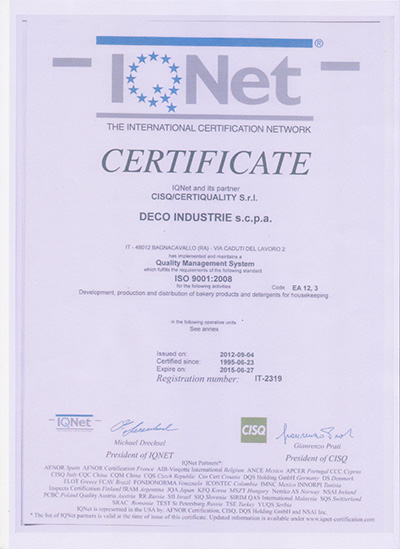 IQNet ®
THE INTERNATIONAL CERTIFICATION NETWORK
CERTIFICATE
IQNet and its partner
CISQ/CERTIQUALITY S.r.l.
DECO INDUSTRIE s.c.p.a.
IT - 48012 BAGNACAVALLO (RA) - VIA CADUTI DEL LAVORO 2
has implemented and maintains a
Quality Management System
which fulfills the requirements of the following standard
ISO 9001:2008
for the following activities
Code EA 12, 3
Development, production and distribution of bakery products and detergents for housekeeping
in the following operative units
See annex
Issued on: 2012-09-04
Certified since: 1995-06-23
Expire on: 2015-06-27
Registration number: IT-2319
IQNet
CISQ
Michael Drechsel
Gianrenzo Prati
President of IQNET
President of CISQ
IQNet Partners*:
AENOR Spain AFNOR Certification France AIB-Vinçotte International Belgium ANCE Mexico APCER Portugal CCC Cyprus
CISQ Italy CQC China CQM China CQS Czech Republic Cro Cert Croatia DQS Holding GmbH Germany DS Denmark
ELOT Greece FCAV Brazil FONDONORMA Venezuela ICONTEC Colombia IMNC Mexico INNORPI Tunisia
Inspecta Certification Finland IRAM Argentina JQA Japan KFQ Korea MSZT Hungary Nemko AS Norway NSAI Ireland
PCBC Poland Quality Austria Austria RR Russia SII Israel SIQ Slovenia SIRIM QAS International Malaysia SQS Switzerland
SRAC Romania TEST St Petersburg Russia TSE Turkey YUQS Serbia
IQNet is represented in the USA by: AFNOR Certification, CISQ, DQS Holding GmbH and NSAI Inc.
* The list of IQNet partners is valid at the time of issue of this certificate. Updated information is available under www.iqnet-certification.com